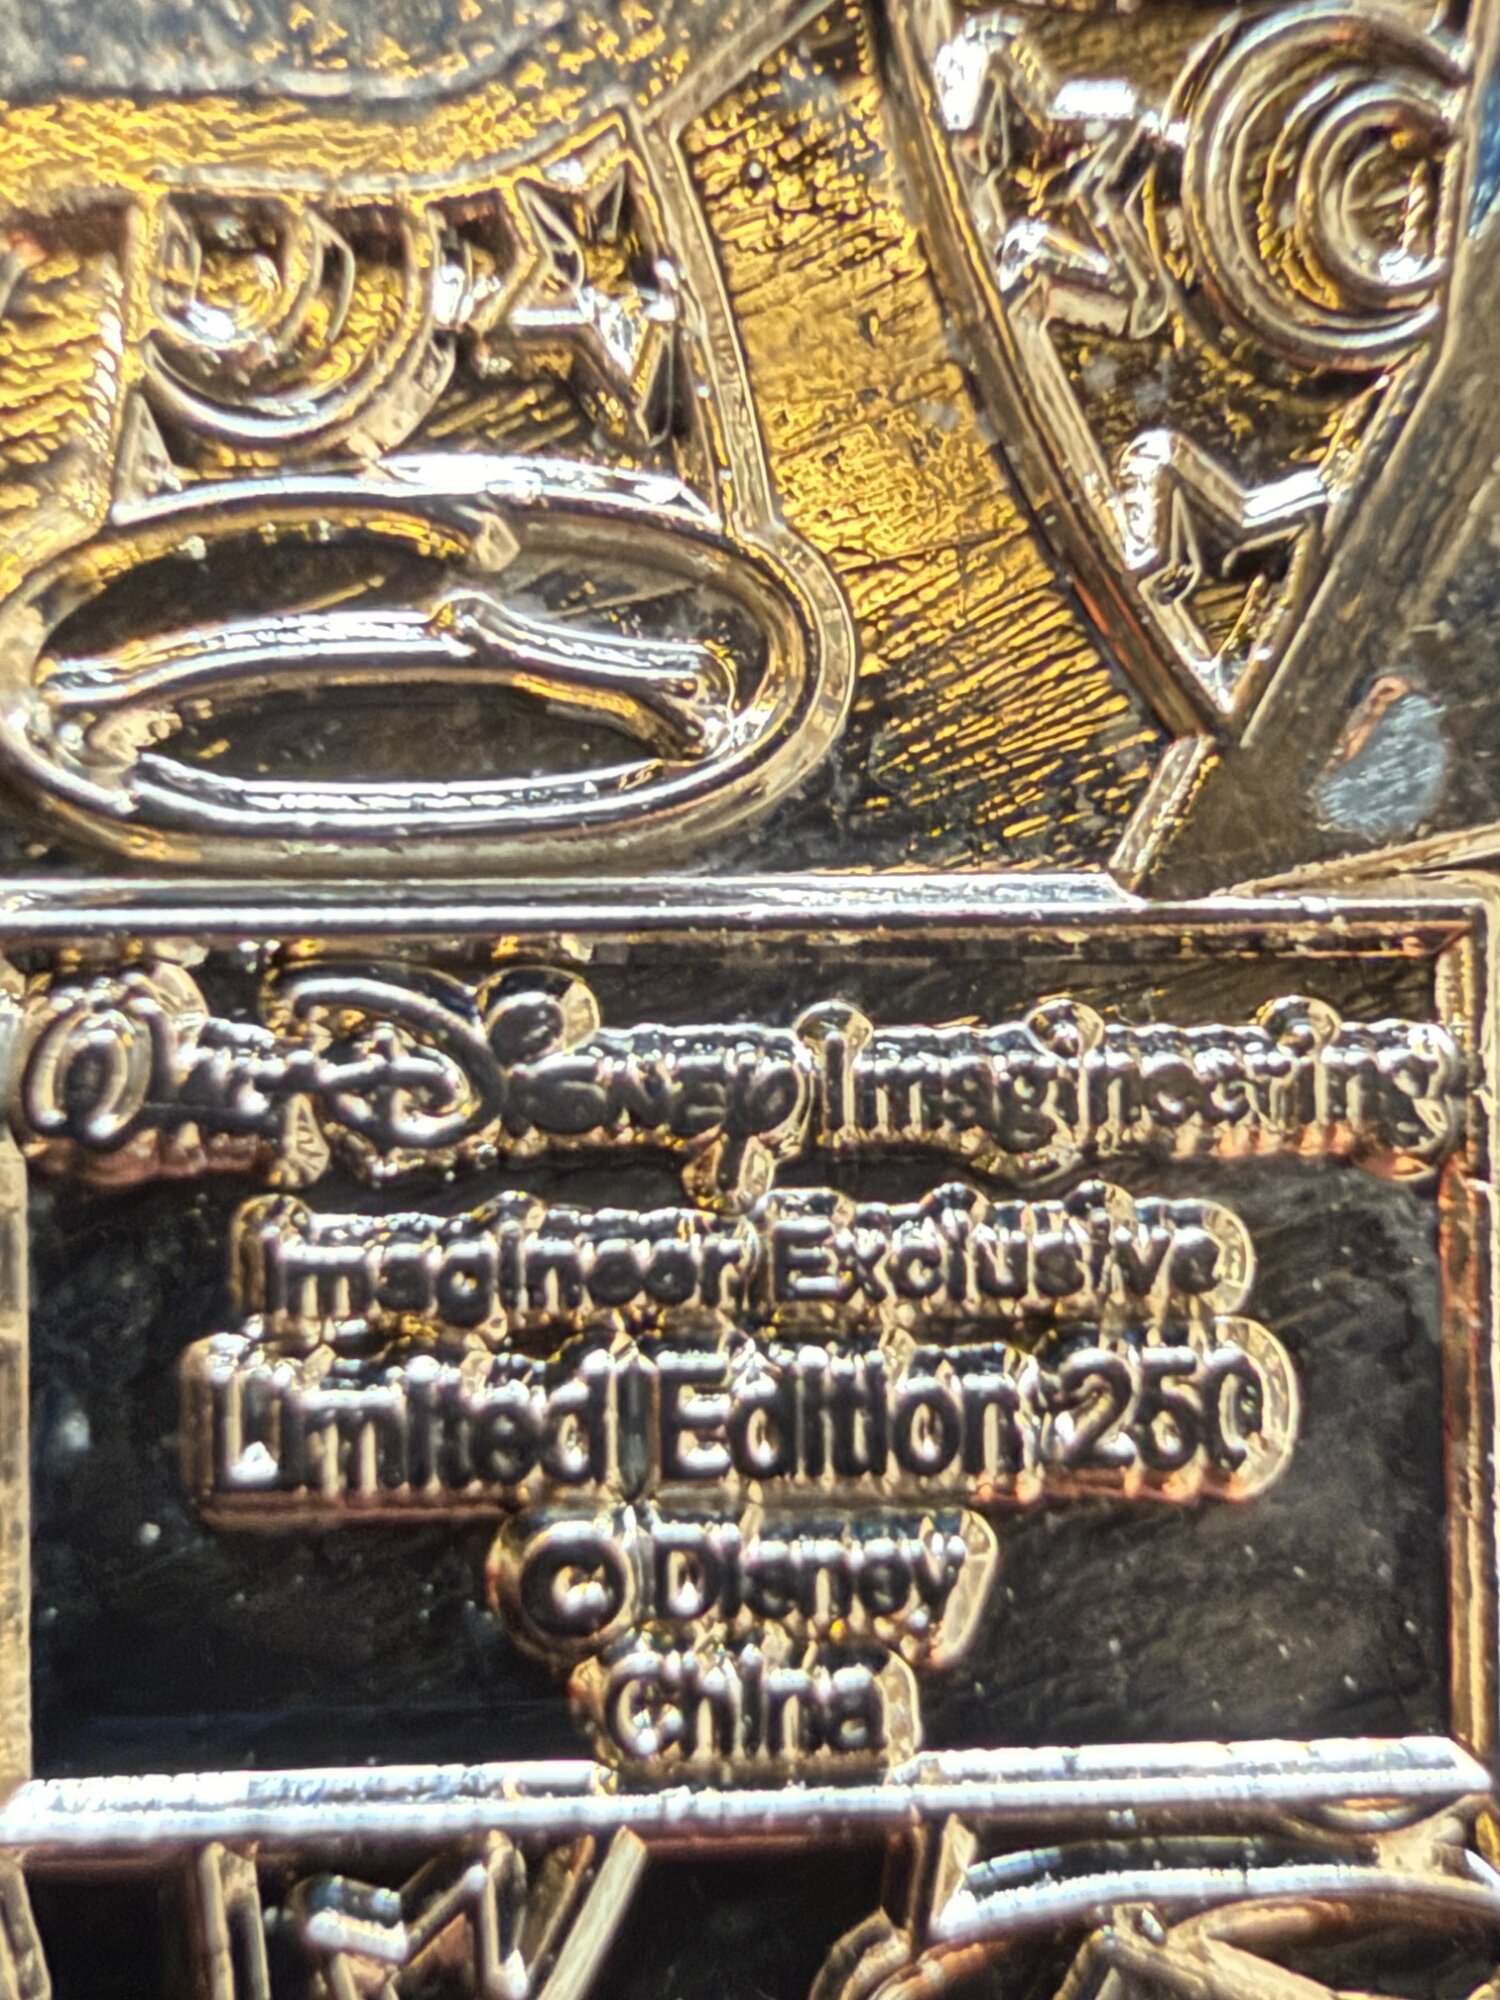 Walt Disney Imagineering
Imagineer Exclusive
Limited Edition 250
© Disney
China